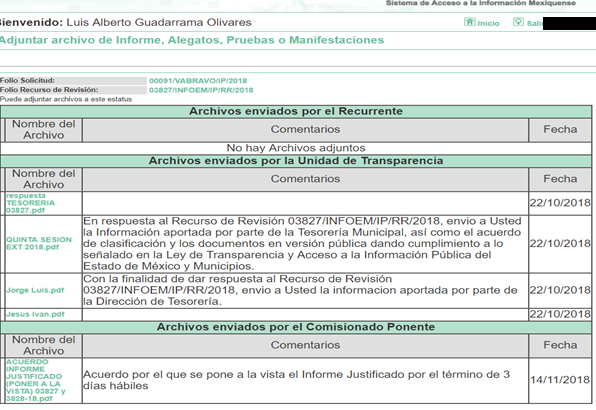 Sistema de Acceso a la Información Mexiquense
Bienvenido: Luis Alberto Guadarrama Olivares
Inicio
Adjuntar archivo de Informe, Alegatos, Pruebas o Manifestaciones
Folio Solicitud: 00091/VABRAVO/IP/2018
Folio Recurso de Revisión: 03827/INFOEM/IP/RR/2018
Puede adjuntar archivos a este estatus
Archivos enviados por el Recurrente
Nombre del
Archivo
Comentarios
Fecha
No hay Archivos adjuntos
Archivos enviados por la Unidad de Transparencia
Nombre del
Archivo
Comentarios
Fecha
respuesta
TESORERIA
03827.pdf
22/10/2018
QUINTA SESION
EXT 2018.pdf
En respuesta al Recurso de Revisión 03827/INFOEM/IP/RR/2018, envio a Usted
la Información aportada por parte de la Tesorería Municipal, así como el acuerdo
de clasificación y los documentos en versión pública dando cumplimiento a lo
señalado en la Ley de Transparencia y Acceso a la Información Pública del
Estado de México y Municipios.
22/10/2018
Jorge Luis.pdf
Con la finalidad de dar respuesta al Recurso de Revisión
03827/INFOEM/IP/RR/2018, envio a Usted la informacion aportada por parte de
la Dirección de Tesorería.
22/10/2018
Jesus Ivan.pdf
22/10/2018
Archivos enviados por el Comisionado Ponente
Nombre del
Archivo
Comentarios
Fecha
ACUERDO
INFORME
JUSTIFICADO
(PONER A LA
VISTA) 03827 y
3828-18.pdf
Acuerdo por el que se pone a la vista el Informe Justificado por el término de 3
días hábiles
14/11/2018